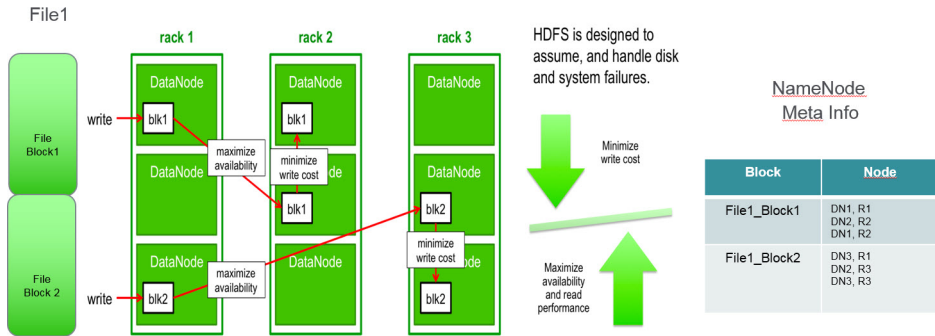 File1
File
Block1
File
Block 2
rack 1
rack 2
rack 3
DataNode
DataNode
DataNode
write
blk1
blk1
maximize
availability
minimize
write cost
DataNode
DataNode
DataNode
blk1
blk2
minimize
write cost
DataNode
DataNode
DataNode
maximize
availability
write
blk2
blk2
HDFS is designed to
assume, and handle disk
and system failures.
Minimize
write cost
Maximize
availability
and read
performance
NameNode
Meta Info
Block Node
File1_Block1 DN1, R1
DN2, R2
DN1, R2
File1_Block2 DN3, R1
DN2, R3
DN3, R3